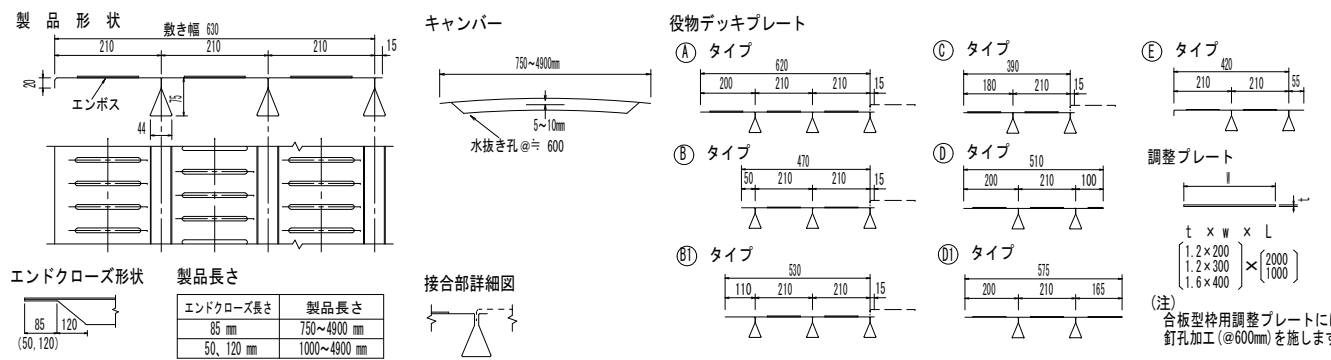 製品形状
敷き幅 630
210 210 210 15
20
エンボス
75
44
エンドクローズ形状
85 120
(50,120)
製品長さ
エンドクローズ長さ 製品長さ
85 mm 750~4900 mm
50、120 mm 1000~4900 mm
キャンバー
750~4900mm
5~10mm
水抜き孔@≒ 600
接合部詳細図
役物デッキプレート
Ⓐ タイプ
620
200 210 210 15
Ⓑ タイプ
470
50 210 210 15
B1 タイプ
530
110 210 210 15
Ⓒ タイプ
390
180 210 15
Ⓓ タイプ
510
200 210 100
D1 タイプ
575
200 210 165
Ⓔ タイプ
420
210 210 55
調整プレート
W
t
t × w × L
1.2×200
1.2×300
1.6×400
×
2000
1000
(注)
合板型枠用調整プレートに
釘孔加工(@600mm)を施します